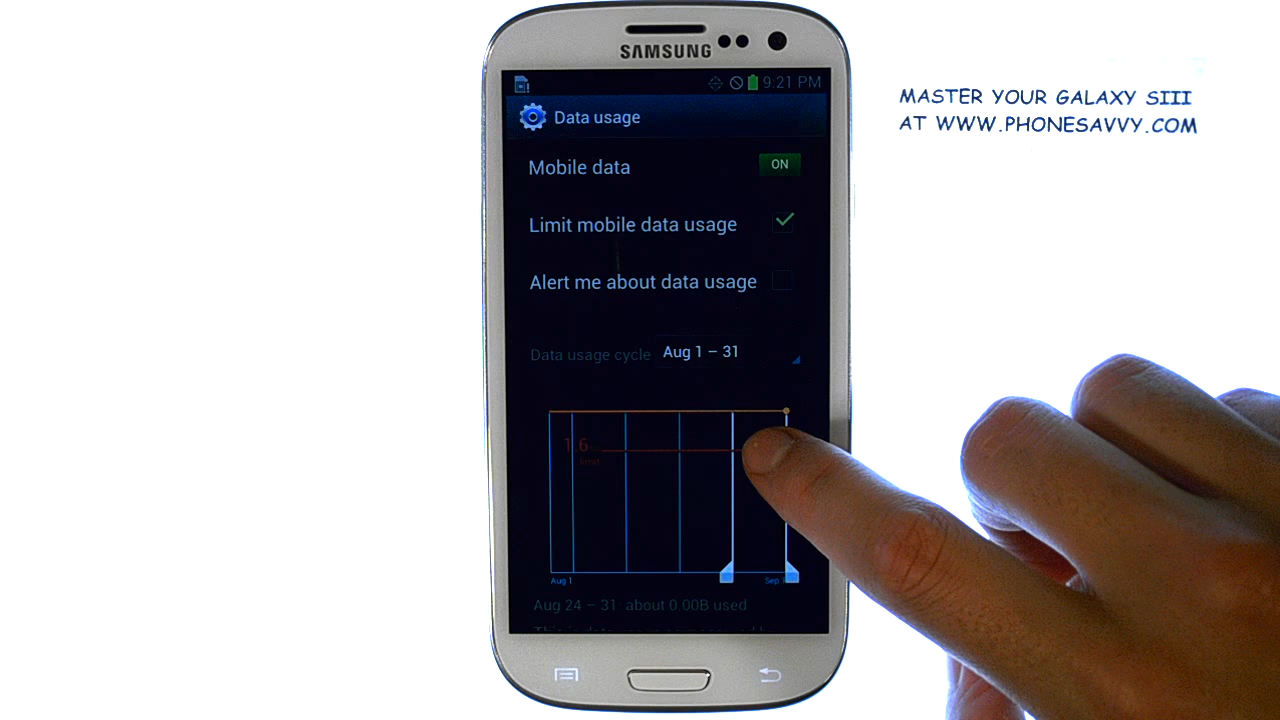 SAMSUNG
9:21 PM
MASTER YOUR GALAXY SIII
AT WWW.PHONESAVVY.COM
Data usage
Mobile data ON
Limit mobile data usage
Alert me about data usage
Data usage cycle Aug 1 – 31
1.6
Aug 1 Sep
Aug 24 – 31: about 0.00B used